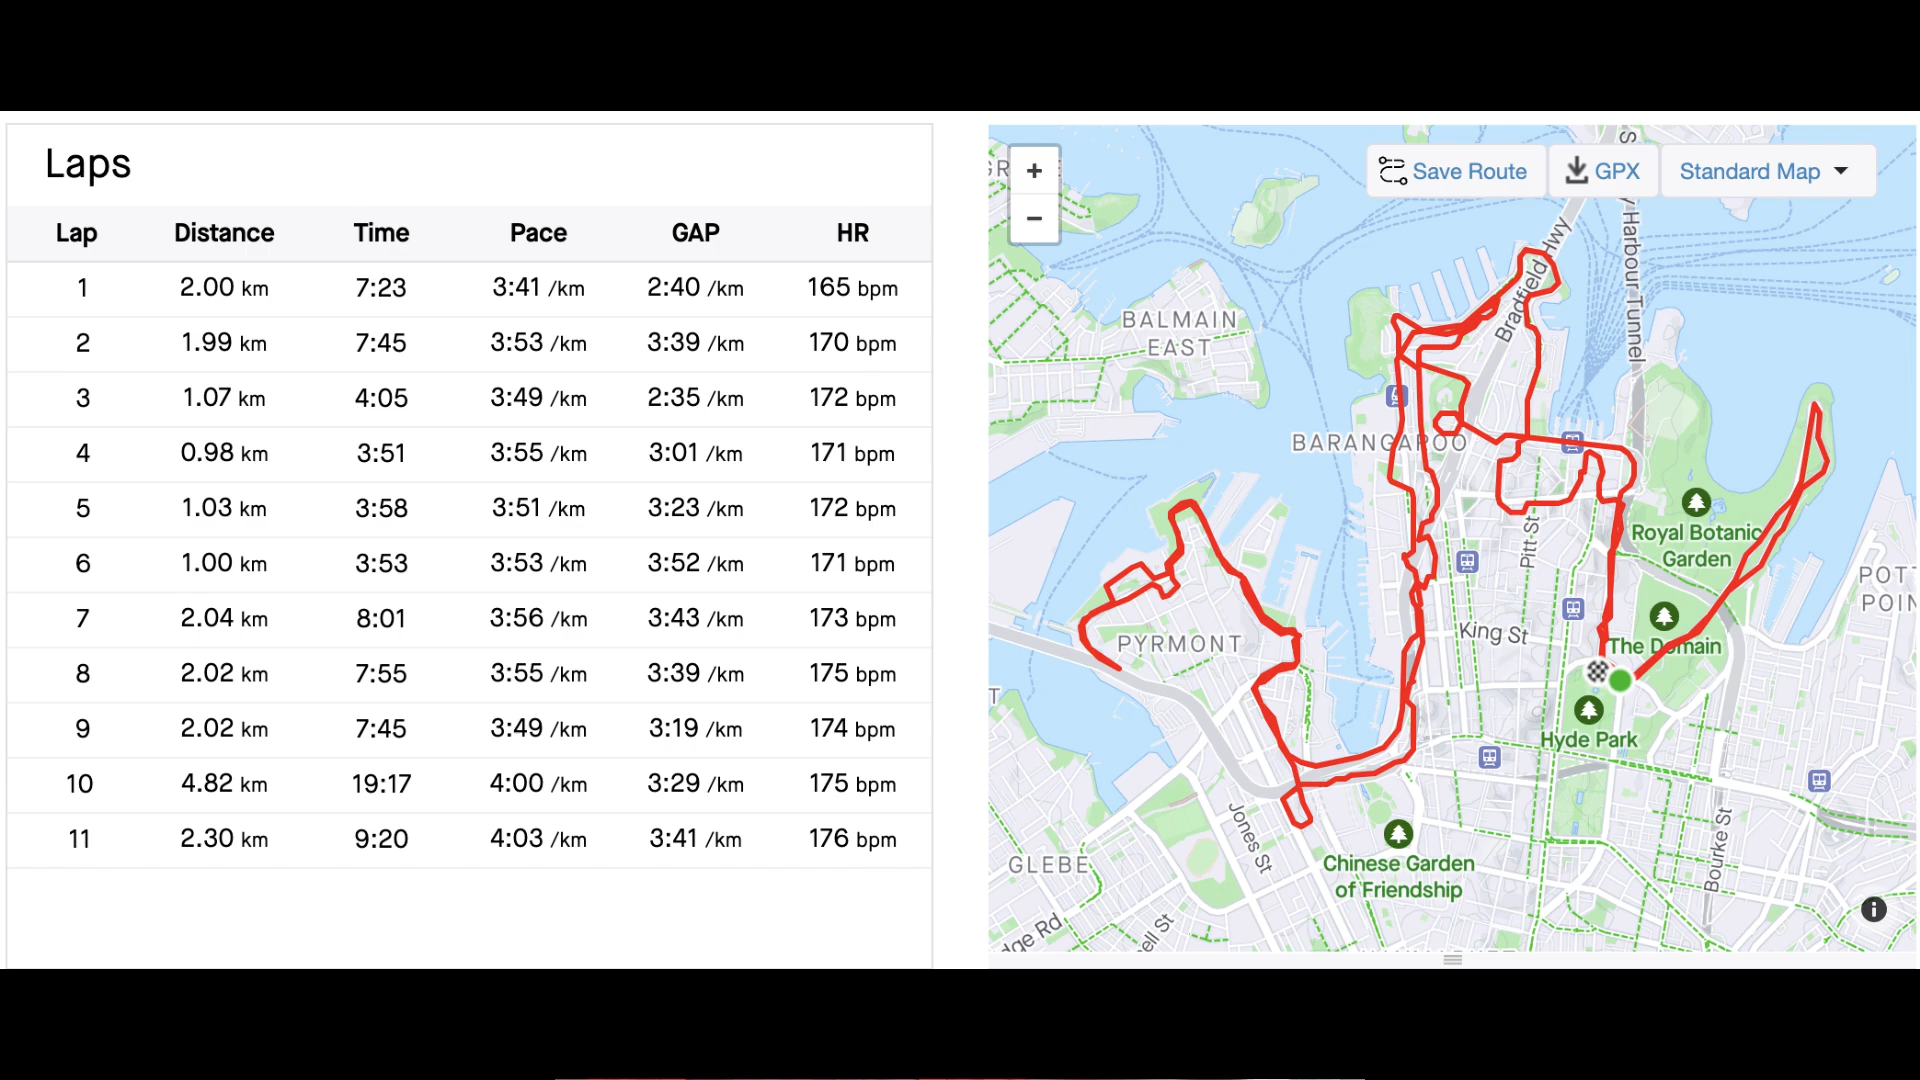 Laps
Lap Distance Time Pace GAP HR
1 2.00 km 7:23 3:41 /km 2:40 /km 165 bpm
2 1.99 km 7:45 3:53 /km 3:39 /km 170 bpm
3 1.07 km 4:05 3:49 /km 2:35 /km 172 bpm
4 0.98 km 3:51 3:55 /km 3:01 /km 171 bpm
5 1.03 km 3:58 3:51 /km 3:23 /km 172 bpm
6 1.00 km 3:53 3:53 /km 3:52 /km 171 bpm
7 2.04 km 8:01 3:56 /km 3:43 /km 173 bpm
8 2.02 km 7:55 3:55 /km 3:39 /km 175 bpm
9 2.02 km 7:45 3:49 /km 3:19 /km 174 bpm
10 4.82 km 19:17 4:00 /km 3:29 /km 175 bpm
11 2.30 km 9:20 4:03 /km 3:41 /km 176 bpm
+
−
Save Route
GPX
Standard Map
Bradfield Hwy
Harbour Tunnel
BALMAIN
EAST
BARANGAROO
Royal Botanic
Garden
Pitt St
POTT
POIN
King St
PYRMONT
The Domain
Hyde Park
Jones St
Bourke St
GLEBE
Chinese Garden
of Friendship
dge Rd
ell St